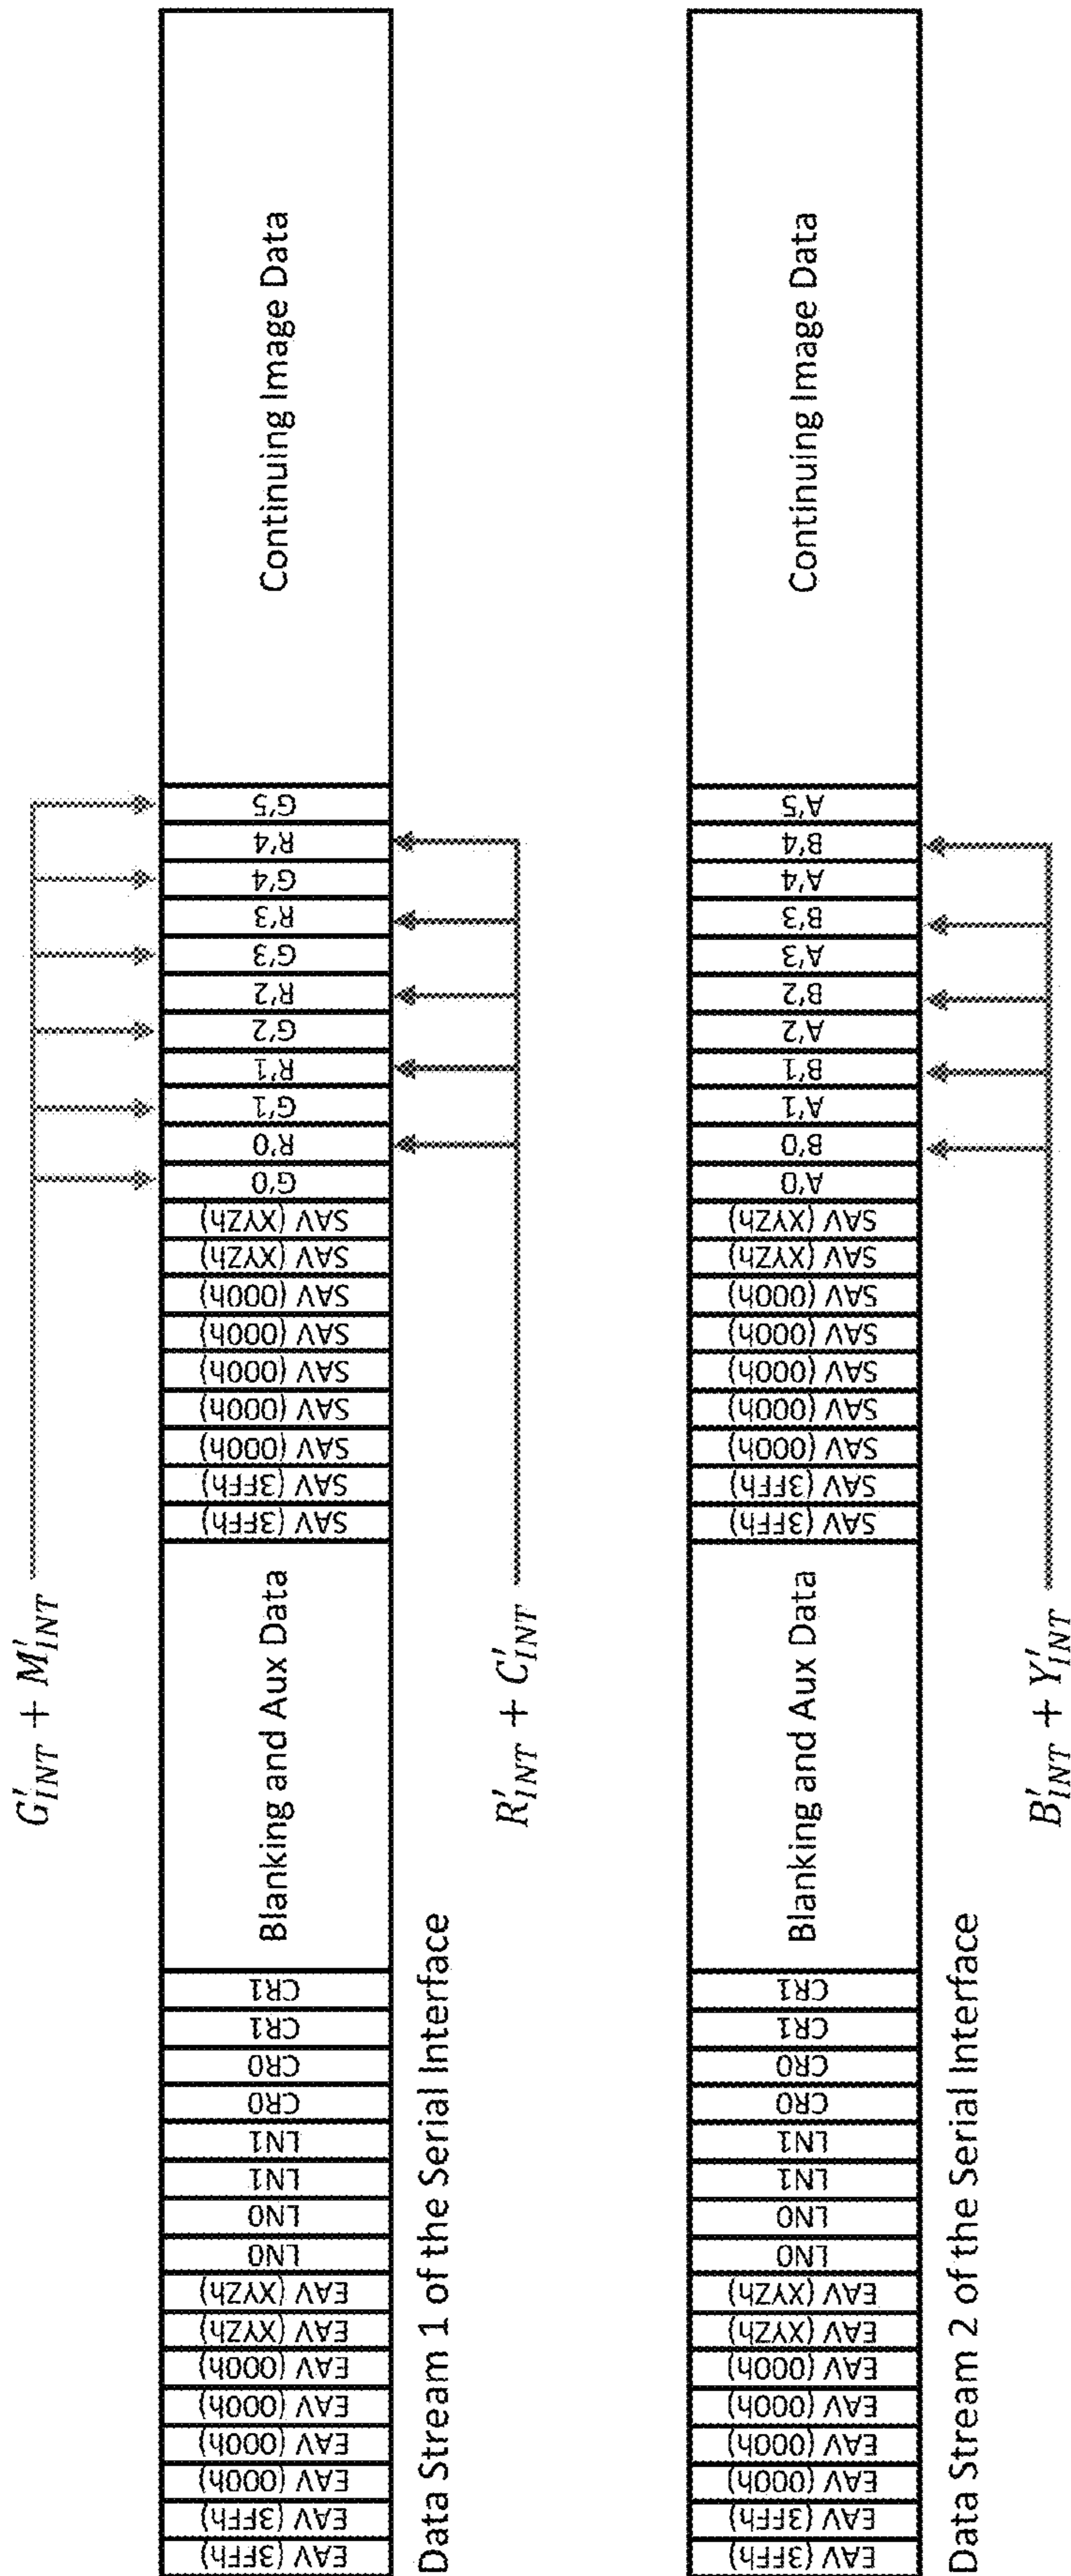 G'INT + M'INT
EAV (3FFh)
EAV (3FFh)
EAV (000h)
EAV (000h)
EAV (000h)
EAV (000h)
EAV (XYZh)
EAV (XYZh)
LN0
LN0
LN1
LN1
CR0
CR0
CR1
CR1
Blanking and Aux Data
SAV (3FFh)
SAV (3FFh)
SAV (000h)
SAV (000h)
SAV (000h)
SAV (000h)
SAV (000h)
SAV (XYZh)
SAV (XYZh)
G'0
R'0
G'1
R'1
G'2
R'2
G'3
R'3
G'4
R'4
G'5
Continuing Image Data
Data Stream 1 of the Serial Interface
R'INT + C'INT
EAV (3FFh)
EAV (3FFh)
EAV (000h)
EAV (000h)
EAV (000h)
EAV (000h)
EAV (XYZh)
EAV (XYZh)
LN0
LN0
LN1
LN1
CR0
CR0
CR1
CR1
Blanking and Aux Data
SAV (3FFh)
SAV (3FFh)
SAV (000h)
SAV (000h)
SAV (000h)
SAV (000h)
SAV (000h)
SAV (XYZh)
SAV (XYZh)
A'0
B'0
A'1
B'1
A'2
B'2
A'3
B'3
A'4
B'4
A'5
Continuing Image Data
Data Stream 2 of the Serial Interface
B'INT + Y'INT